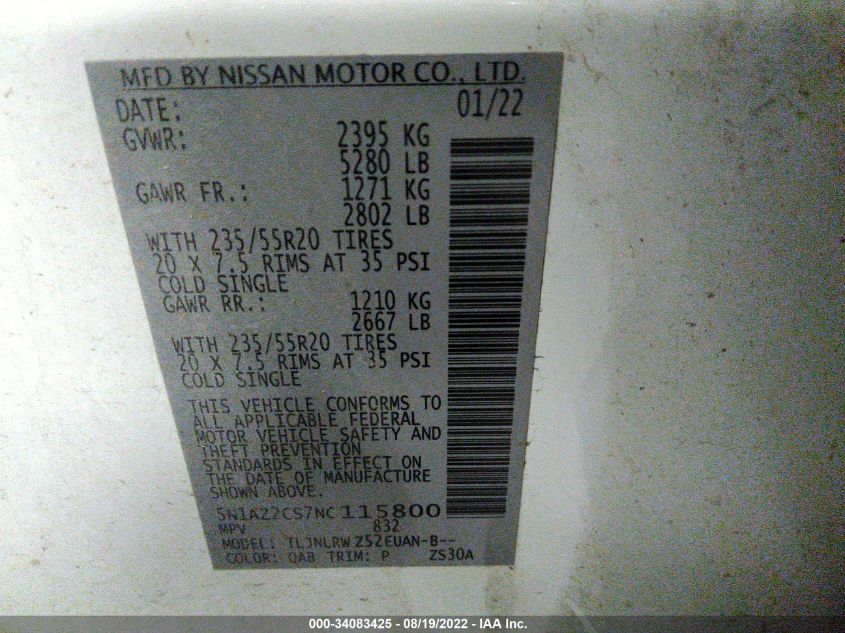 MFD BY NISSAN MOTOR CO., LTD.
DATE: 01/22
GVWR: 2395 KG
5280 LB
GAWR FR.: 1271 KG
2802 LB
WITH 235/55R20 TIRES
20 X 7.5 RIMS AT 35 PSI
COLD SINGLE
GAWR RR.: 1210 KG
2667 LB
WITH 235/55R20 TIRES
20 X 7.5 RIMS AT 35 PSI
COLD SINGLE
THIS VEHICLE CONFORMS TO
ALL APPLICABLE FEDERAL
MOTOR VEHICLE SAFETY AND
THEFT PREVENTION
STANDARDS IN EFFECT ON
THE DATE OF MANUFACTURE
SHOWN ABOVE.
5N1AZ2CS7NC115800
MPV 832
MODEL: TLJNLRWZ52EUAN-B--
COLOR: QAB TRIM: P ZS30A
000-34083425 - 08/19/2022 - IAA Inc.